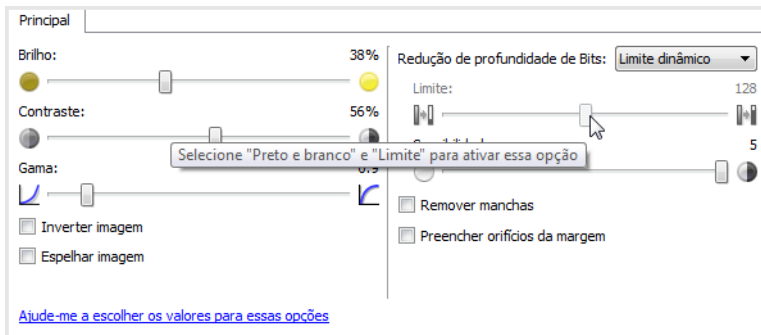 Principal
Brilho: 38%
Contraste: 56%
Gama: 0.9
Inverter imagem
Espelhar imagem
Ajude-me a escolher os valores para essas opções
Redução de profundidade de Bits: Limite dinâmico
Limite: 128
Selecione "Preto e branco" e "Limite" para ativar essa opção
5
Remover manchas
Preencher orifícios da margem